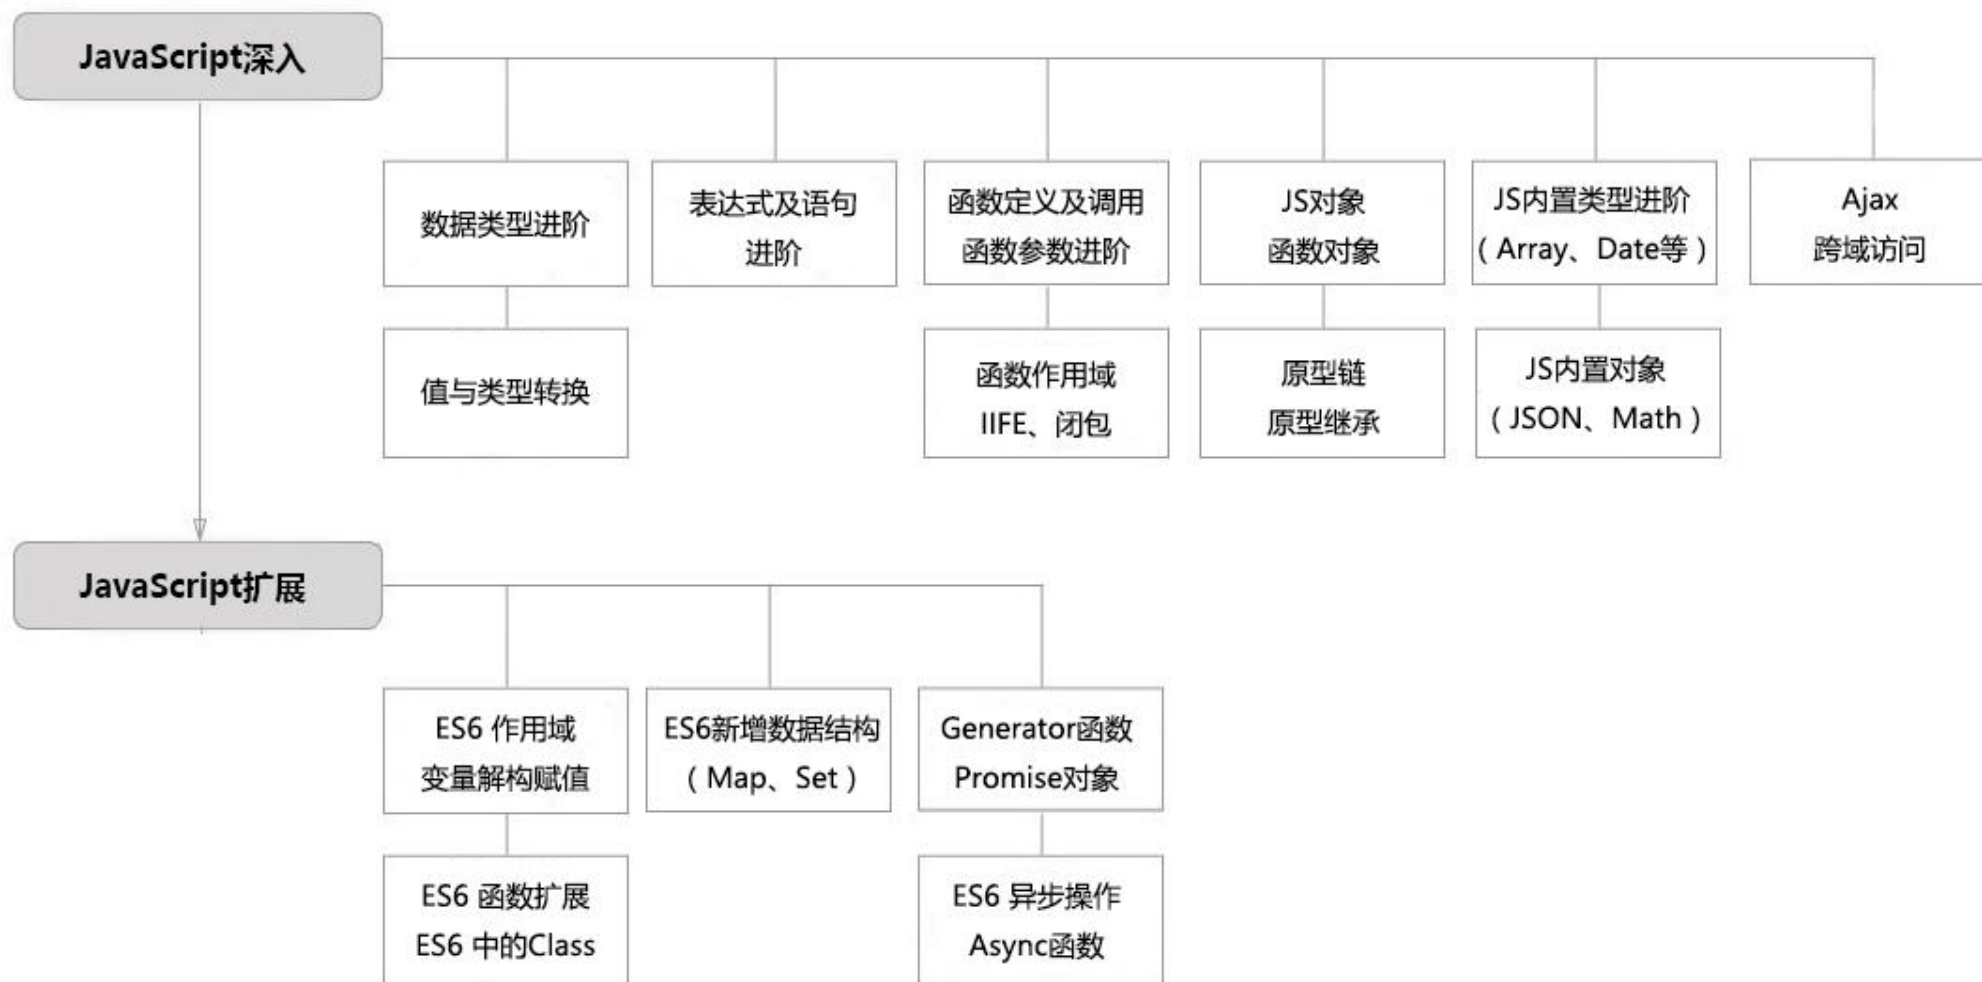 JavaScript深入
数据类型进阶
表达式及语句
进阶
函数定义及调用
函数参数进阶
JS对象
函数对象
JS内置类型进阶
（Array、Date等）
Ajax
跨域访问
值与类型转换
函数作用域
IIFE、闭包
原型链
原型继承
JS内置对象
（JSON、Math）
JavaScript扩展
ES6 作用域
变量解构赋值
ES6新增数据结构
（Map、Set）
Generator函数
Promise对象
ES6 函数扩展
ES6 中的Class
ES6 异步操作
Async函数